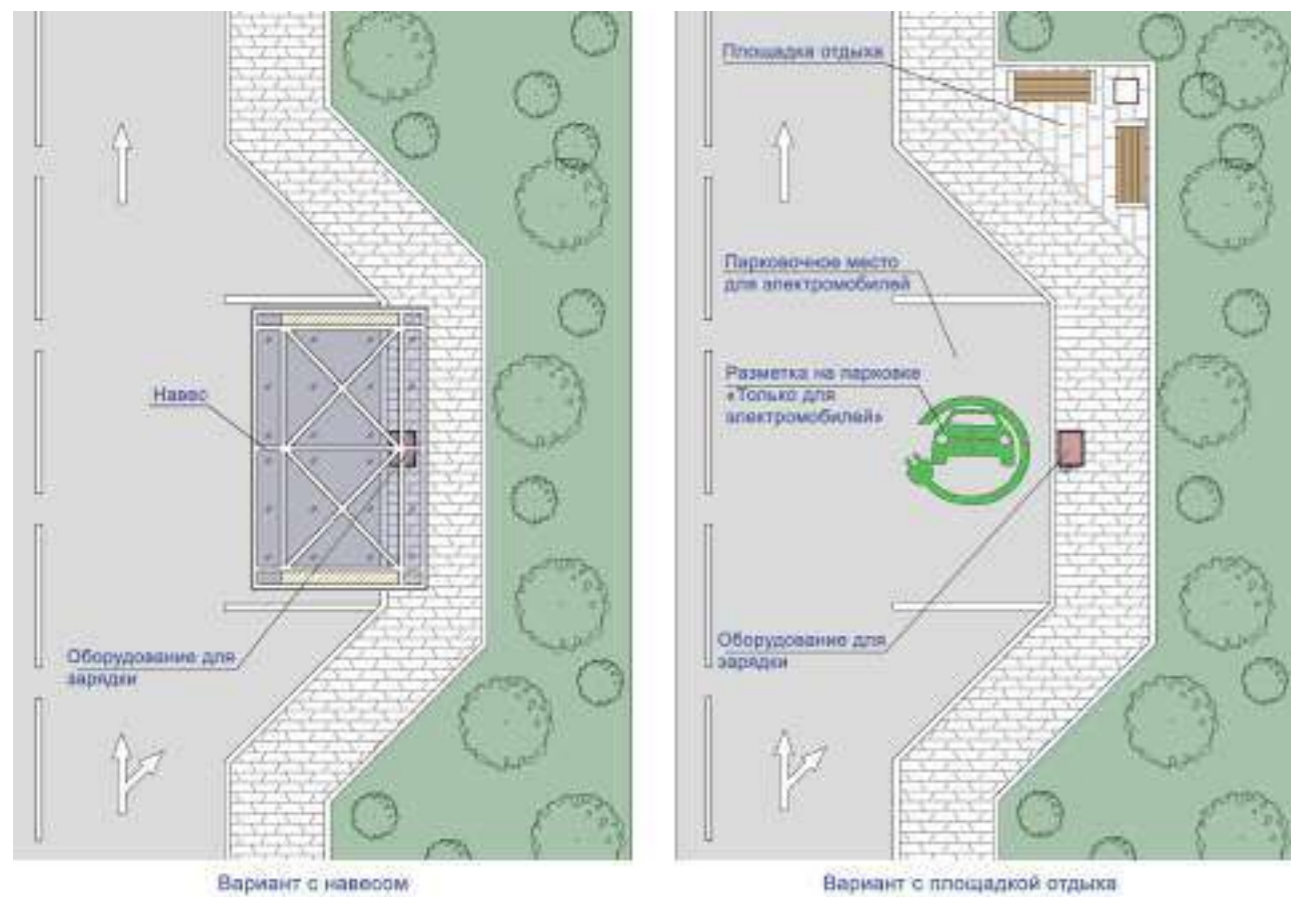 Навес
Оборудование для
зарядки
Вариант с навесом
Площадка отдыха
Парковочное место
для электромобилей
Разметка на парковке
«Только для
электромобилей»
Оборудование для
зарядки
Вариант с площадкой отдыха